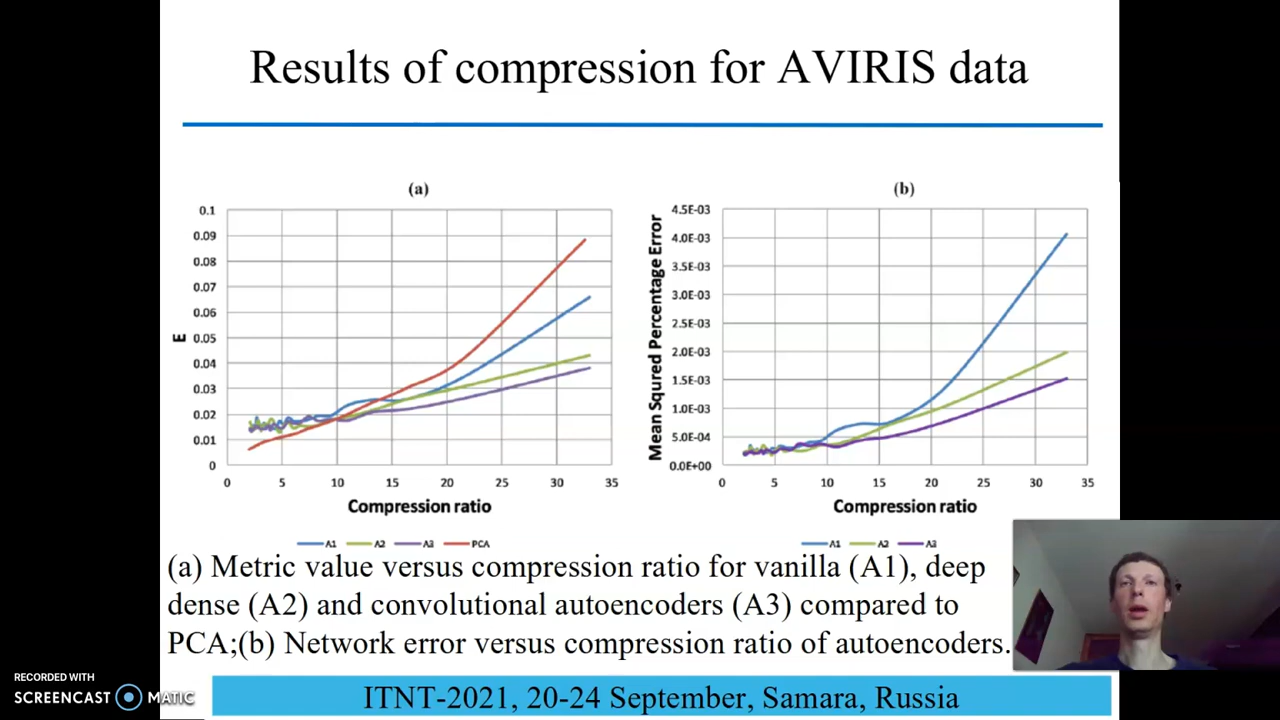 Results of compression for AVIRIS data
(a)
0.1
0.09
0.08
0.07
0.06
0.05
0.04
0.03
0.02
0.01
0
E
0 5 10 15 20 25 30 35
Compression ratio
A1 A2 A3 PCA
(b)
4.5E-03
4.0E-03
3.5E-03
3.0E-03
2.5E-03
2.0E-03
1.5E-03
1.0E-03
5.0E-04
0.0E+00
Mean Squred Percentage Error
0 5 10 15 20 25 30 35
Compression ratio
A1 A2 A3
(a) Metric value versus compression ratio for vanilla (A1), deep
dense (A2) and convolutional autoencoders (A3) compared to
PCA;(b) Network error versus compression ratio of autoencoders.
RECORDED WITH
SCREENCAST MATIC
ITNT-2021, 20-24 September, Samara, Russia